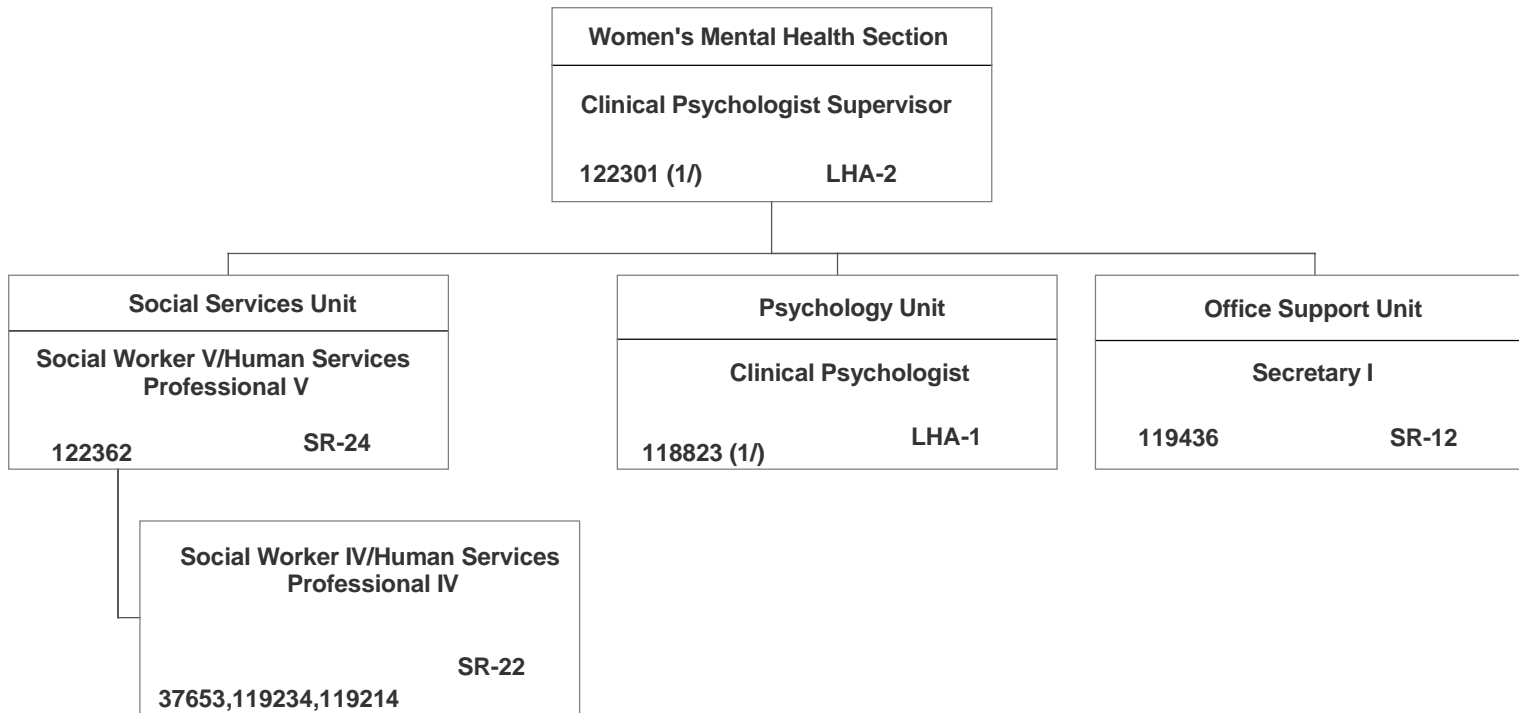 Women's Mental Health Section
Clinical Psychologist Supervisor
122301 (1/) LHA-2
Social Services Unit
Social Worker V/Human Services
Professional V
122362 SR-24
Social Worker IV/Human Services
Professional IV
SR-22
37653,119234,119214
Psychology Unit
Clinical Psychologist
118823 (1/) LHA-1
Office Support Unit
Secretary I
119436 SR-12